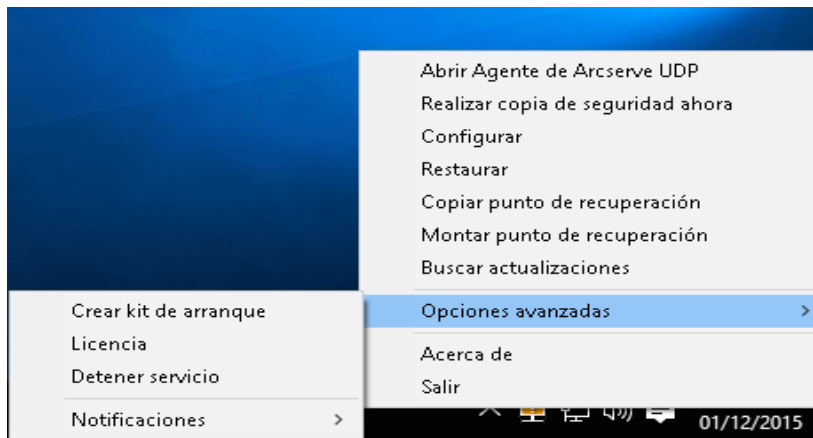 Abrir Agente de Arcserve UDP
Realizar copia de seguridad ahora
Configurar
Restaurar
Copiar punto de recuperación
Montar punto de recuperación
Buscar actualizaciones
Opciones avanzadas
Acerca de
Salir
Crear kit de arranque
Licencia
Detener servicio
Notificaciones
01/12/2015